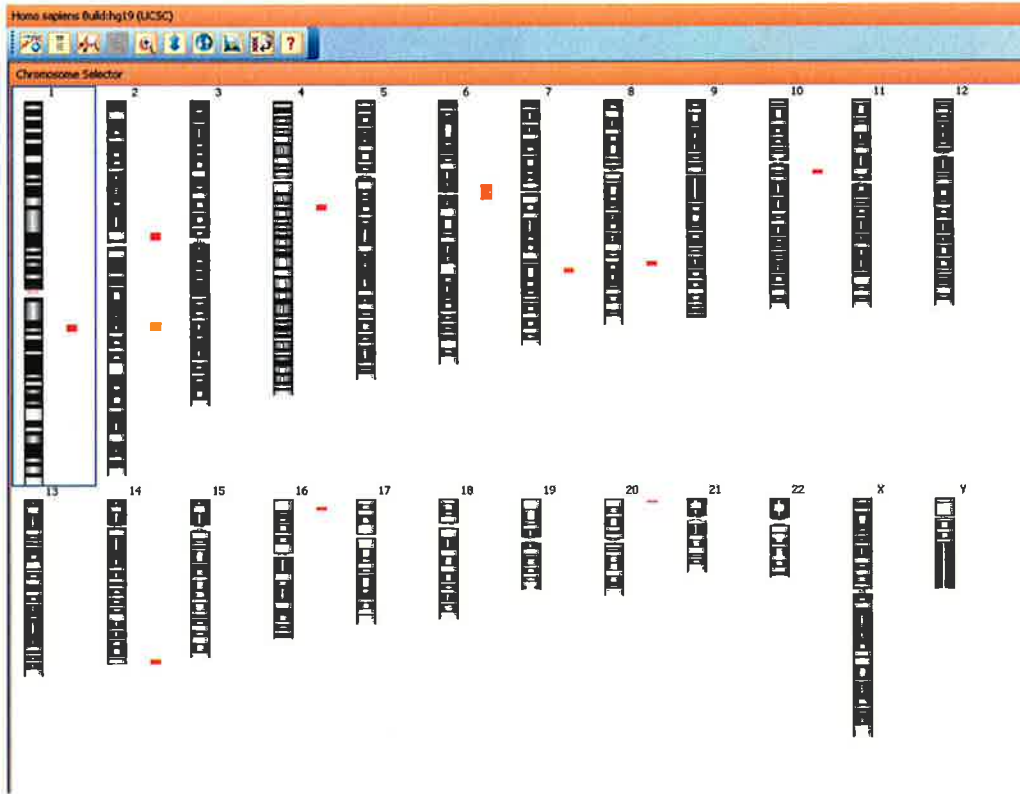 Homo sapiens Build:hg19 (UCSC)
?
Chromosome Selector
1 2 3 4 5 6 7 8 9 10 11 12
13 14 15 16 17 18 19 20 21 22 X Y